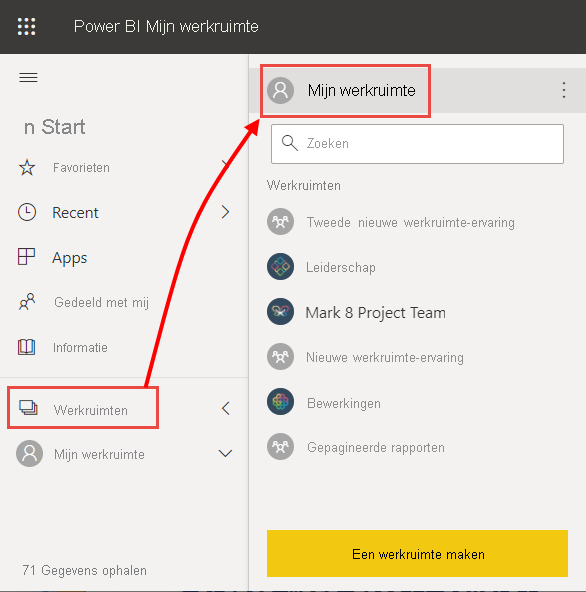 Power BI Mijn werkruimte
n Start
Favorieten
Recent
Apps
Gedeeld met mij
Informatie
Werkruimten
Mijn werkruimte
71 Gegevens ophalen
Mijn werkruimte
Zoeken
Werkruimten
Tweede nieuwe werkruimte-ervaring
Leiderschap
Mark 8 Project Team
Nieuwe werkruimte-ervaring
Bewerkingen
Gepagineerde rapporten
Een werkruimte maken